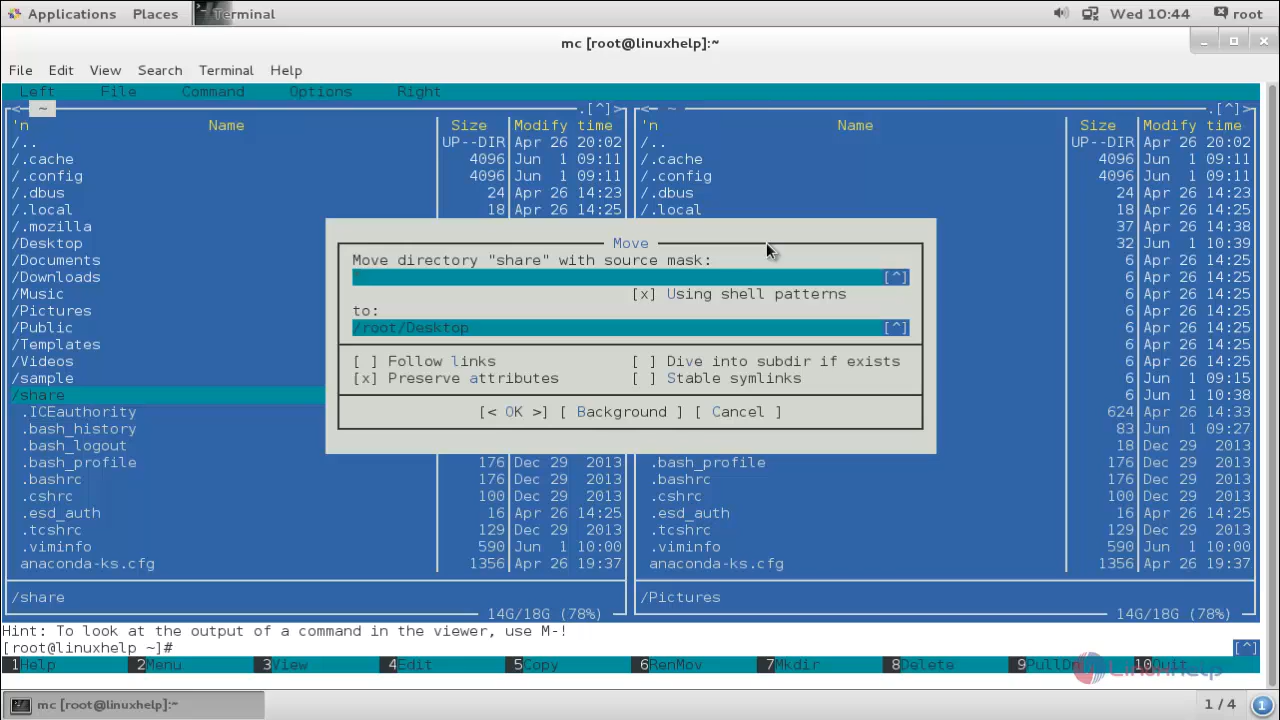 Applications Places Terminal Wed 10:44 root
mc [root@linuxhelp]:~
File Edit View Search Terminal Help
Left File Command Options Right
<- ~ .[^]> <- ~ .[^]>
'n Name Size Modify time 'n Name Size Modify time
/.. UP--DIR Apr 26 20:02 /.. UP--DIR Apr 26 20:02
/.cache 4096 Jun 1 09:11 /.cache 4096 Jun 1 09:11
/.config 4096 Jun 1 09:11 /.config 4096 Jun 1 09:11
/.dbus 24 Apr 26 14:23 /.dbus 24 Apr 26 14:23
/.local 18 Apr 26 14:25 /.local 18 Apr 26 14:25
/.mozilla 37 Apr 26 14:38
/Desktop Move 32 Jun 1 10:39
/Documents Move directory "share" with source mask: 6 Apr 26 14:25
/Downloads [^] 6 Apr 26 14:25
/Music [x] Using shell patterns 6 Apr 26 14:25
/Pictures to: 6 Apr 26 14:25
/Public /root/Desktop [^] 6 Apr 26 14:25
/Templates 6 Apr 26 14:25
/Videos [ ] Follow links [ ] Dive into subdir if exists 6 Apr 26 14:25
/sample [x] Preserve attributes [ ] Stable symlinks 6 Jun 1 09:15
/share 6 Jun 1 10:38
.ICEauthority [< OK >] [ Background ] [ Cancel ] 624 Apr 26 14:33
.bash_history 83 Jun 1 09:27
.bash_logout 18 Dec 29 2013
.bash_profile 176 Dec 29 2013 .bash_profile 176 Dec 29 2013
.bashrc 176 Dec 29 2013 .bashrc 176 Dec 29 2013
.cshrc 100 Dec 29 2013 .cshrc 100 Dec 29 2013
.esd_auth 16 Apr 26 14:25 .esd_auth 16 Apr 26 14:25
.tcshrc 129 Dec 29 2013 .tcshrc 129 Dec 29 2013
.viminfo 590 Jun 1 10:00 .viminfo 590 Jun 1 10:00
anaconda-ks.cfg 1356 Apr 26 19:37 anaconda-ks.cfg 1356 Apr 26 19:37
/share /Pictures
14G/18G (78%) 14G/18G (78%)
Hint: To look at the output of a command in the viewer, use M-!
[root@linuxhelp ~]# [^]
1Help 2Menu 3View 4Edit 5Copy 6RenMov 7Mkdir 8Delete 9PullDn 10Quit
LinuxHelp
mc [root@linuxhelp]:~ 1 / 4 1